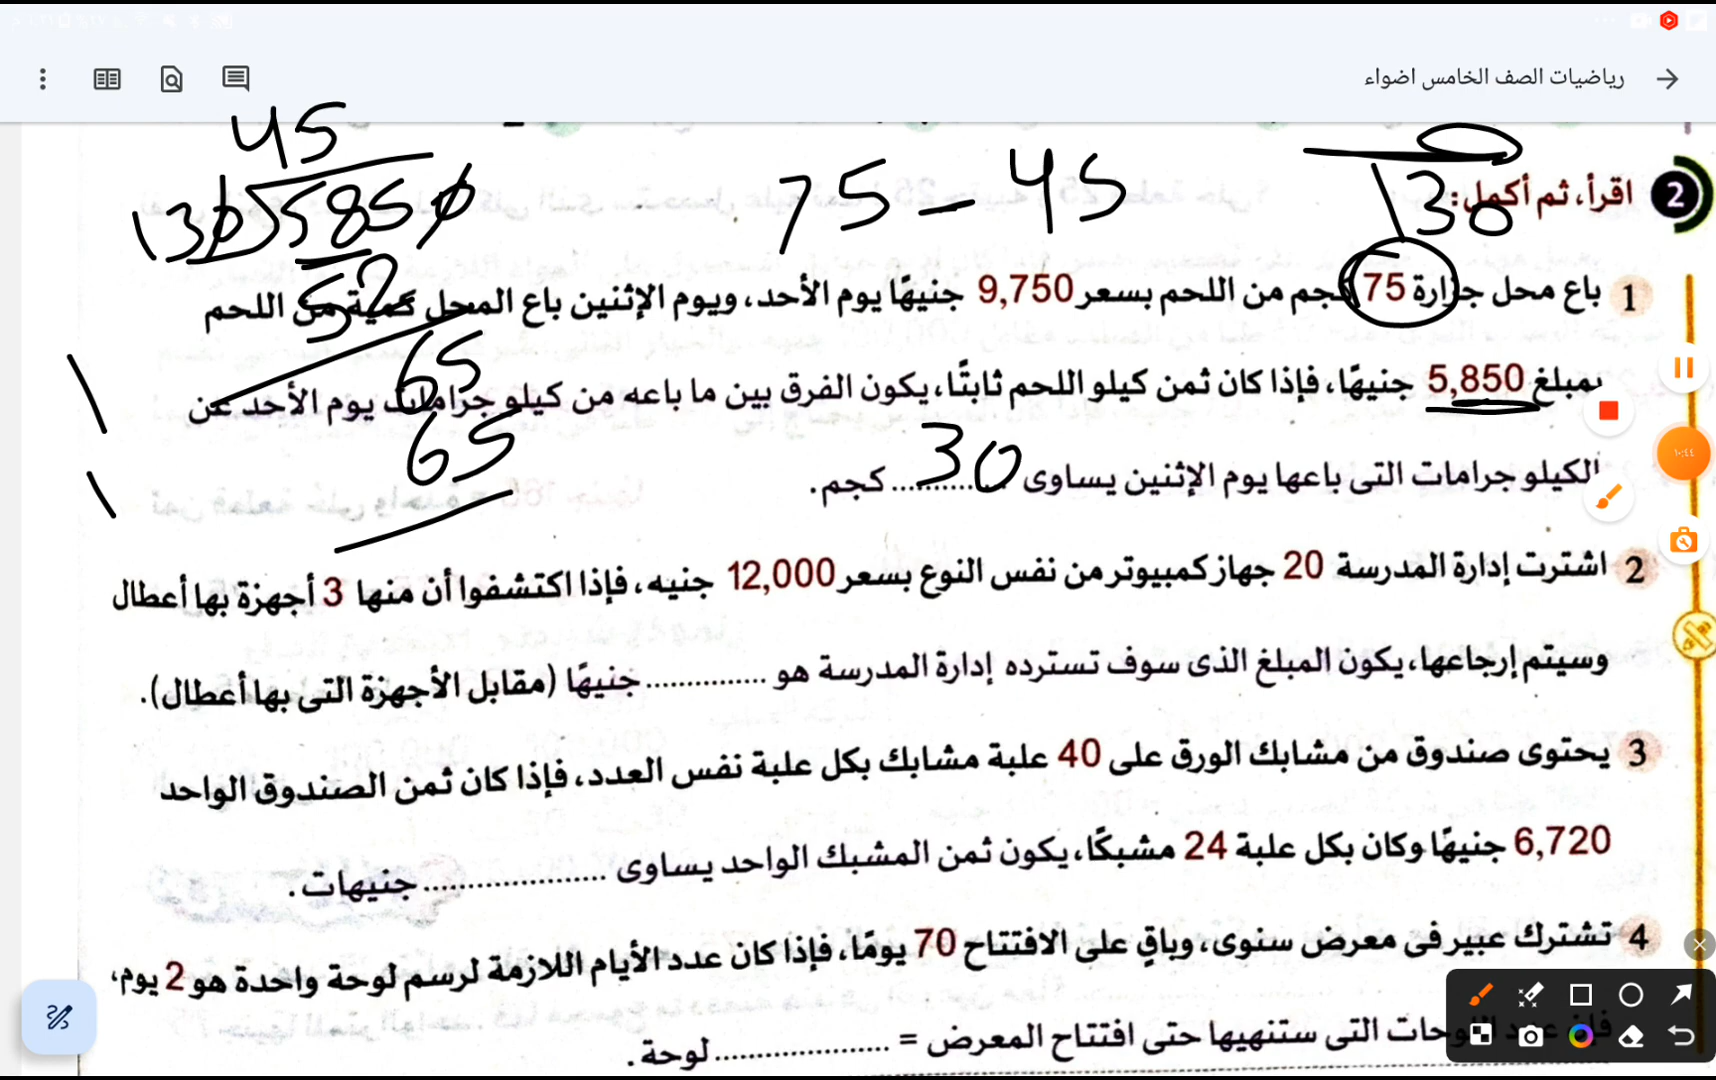 رياضيات الصف الخامس اضواء
45
130 5850
52
65
65
75 - 45
0
130
2 اقرأ، ثم أكمل:
1 باع محل جزارة 75 كجم من اللحم بسعر 9,750 جنيهًا يوم الأحد، ويوم الإثنين باع المحل كمية من اللحم
بمبلغ 5,850 جنيهًا، فإذا كان ثمن كيلو اللحم ثابتًا، يكون الفرق بين ما باعه من كيلو جرامات يوم الأحد عن
الكيلو جرامات التى باعها يوم الإثنين يساوى 30 كجم.
2 اشترت إدارة المدرسة 20 جهاز كمبيوتر من نفس النوع بسعر 12,000 جنيه، فإذا اكتشفوا أن منها 3 أجهزة بها أعطال
وسيتم إرجاعها، يكون المبلغ الذى سوف تسترده إدارة المدرسة هو .............. جنيهًا (مقابل الأجهزة التى بها أعطال).
3 يحتوى صندوق من مشابك الورق على 40 علبة مشابك بكل علبة نفس العدد، فإذا كان ثمن الصندوق الواحد
6,720 جنيهًا وكان بكل علبة 24 مشبكًا، يكون ثمن المشبك الواحد يساوى ..................... جنيهات.
4 تشترك عبير فى معرض سنوى، وباقٍ على الافتتاح 70 يومًا، فإذا كان عدد الأيام اللازمة لرسم لوحة واحدة هو 2 يوم،
فإن عدد اللوحات التى ستنهيها حتى افتتاح المعرض = .................... لوحة.